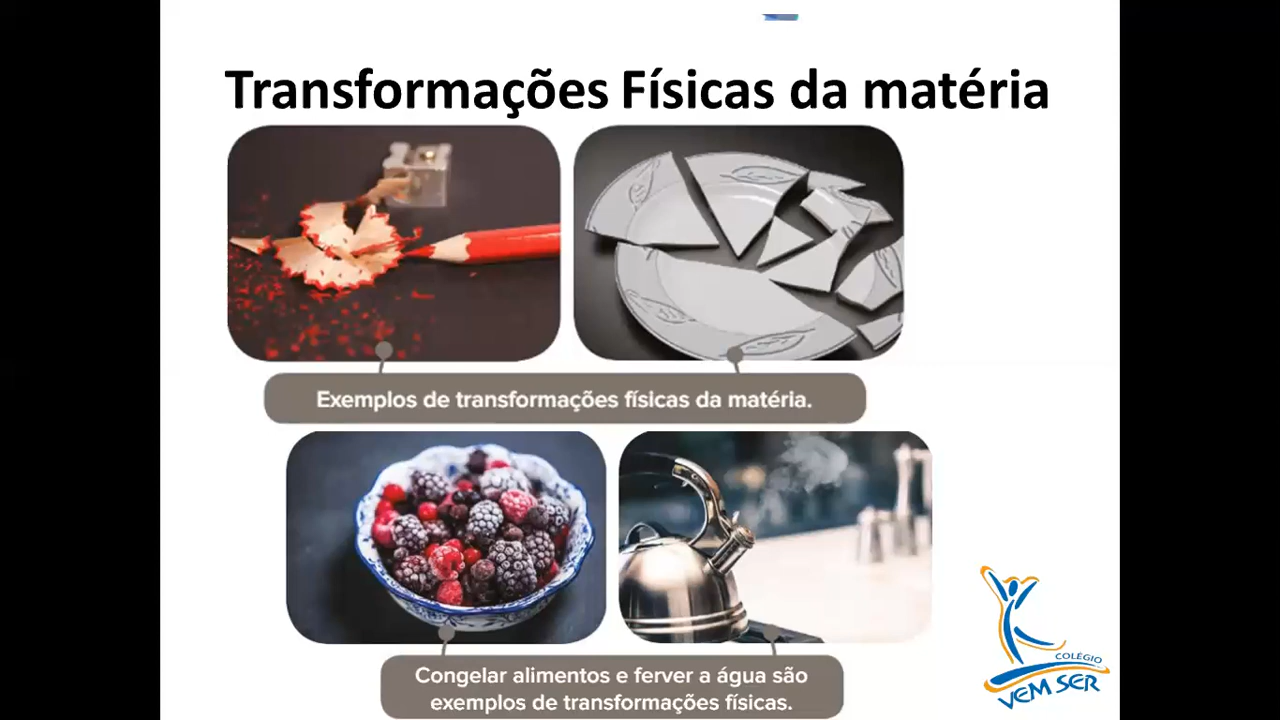 Transformações Físicas da matéria
Exemplos de transformações físicas da matéria.
Congelar alimentos e ferver a água são
exemplos de transformações físicas.
COLÉGIO
VEM SER